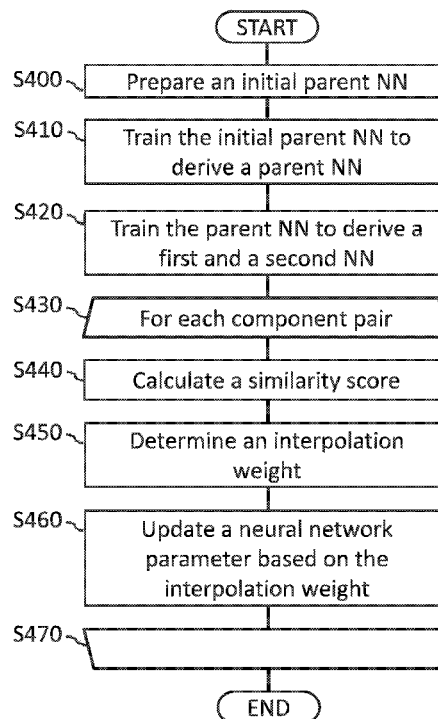 START
S400
Prepare an initial parent NN
S410
Train the initial parent NN to
derive a parent NN
S420
Train the parent NN to derive a
first and a second NN
S430
For each component pair
S440
Calculate a similarity score
S450
Determine an interpolation
weight
S460
Update a neural network
parameter based on the
interpolation weight
S470
END